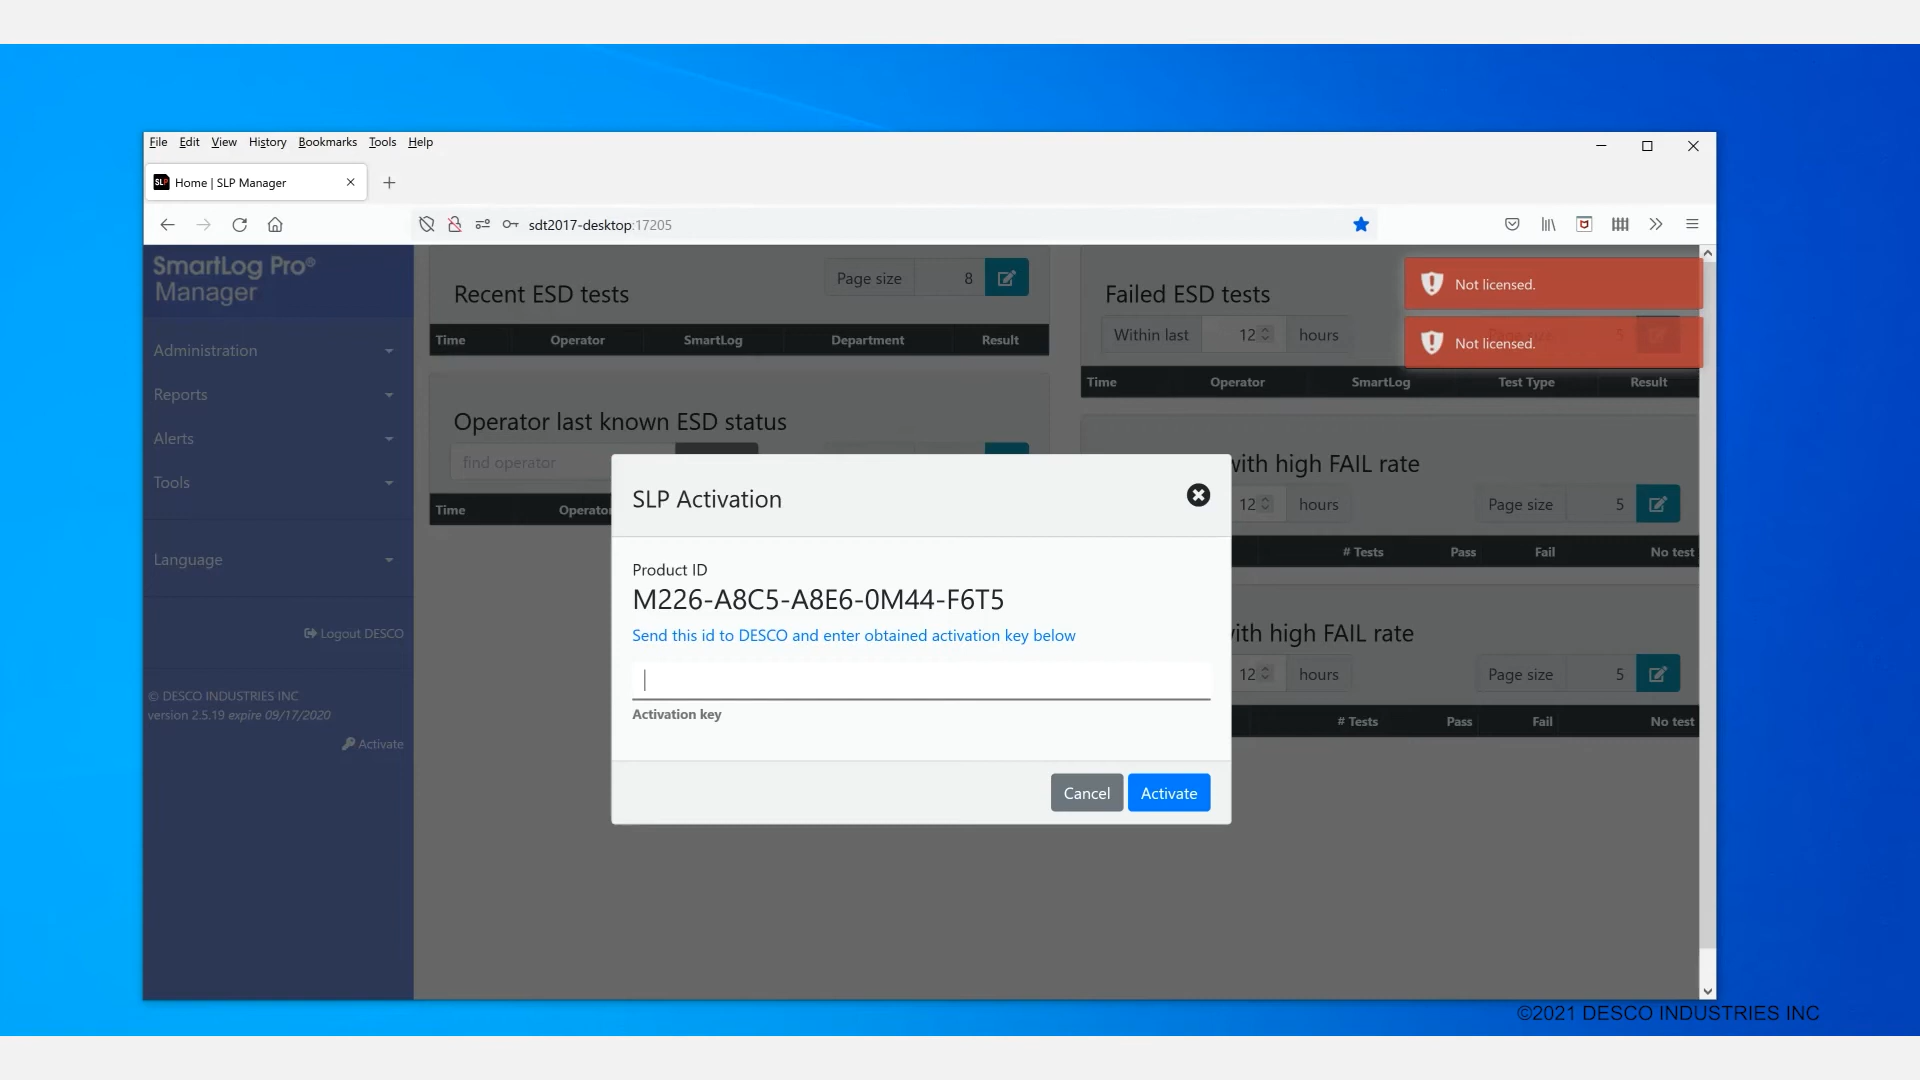 File Edit View History Bookmarks Tools Help
SLP Home | SLP Manager
sdt2017-desktop:17205
SmartLog Pro®
Manager
Administration
Reports
Alerts
Tools
Language
Logout DESCO
© DESCO INDUSTRIES INC
version 2.5.19 expire 09/17/2020
Activate
Recent ESD tests
Page size 8
Time Operator SmartLog Department Result
Operator last known ESD status
find operator
Time Operator
Failed ESD tests
Within last 12 hours
5
Time Operator SmartLog Test Type Result
Not licensed.
Not licensed.
with high FAIL rate
12 hours Page size 5
# Tests Pass Fail No test
with high FAIL rate
12 hours Page size 5
# Tests Pass Fail No test
SLP Activation
Product ID
M226-A8C5-A8E6-0M44-F6T5
Send this id to DESCO and enter obtained activation key below
Activation key
Cancel Activate
©2021 DESCO INDUSTRIES INC